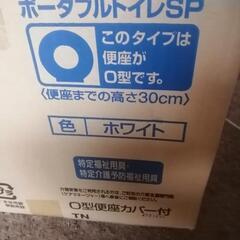 ポータブルトイレSP
このタイプは
便座が
O型です。
〈便座までの高さ30cm〉
色 ホワイト
特定福祉用具・
特定介護予防福祉用具
O型便座カバー付
TN